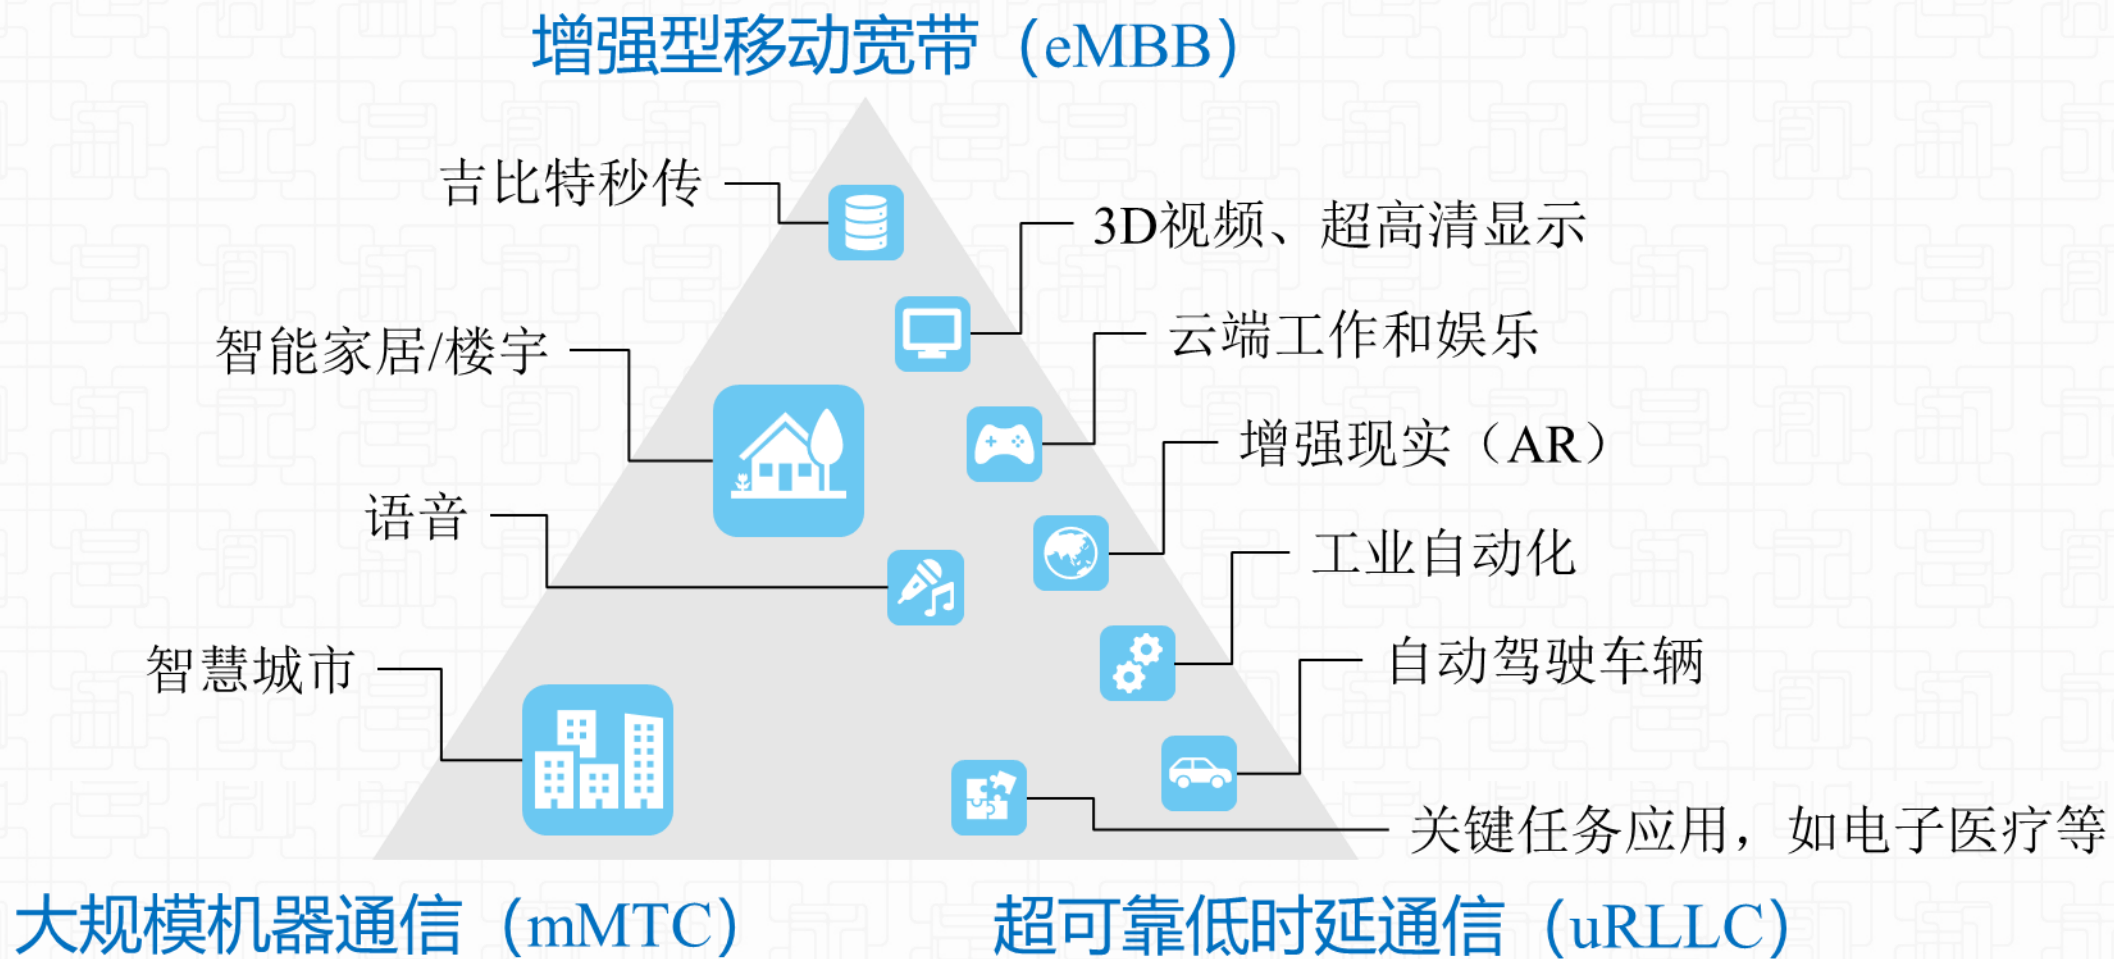 增强型移动宽带（eMBB）
吉比特秒传
3D视频、超高清显示
云端工作和娱乐
智能家居/楼宇
增强现实（AR）
语音
工业自动化
自动驾驶车辆
智慧城市
关键任务应用，如电子医疗等
大规模机器通信（mMTC）
超可靠低时延通信（uRLLC）